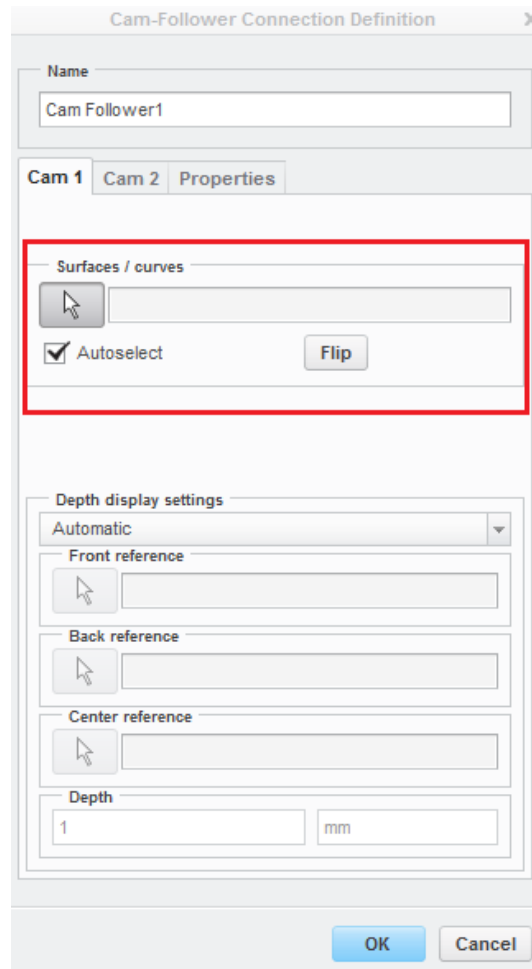 Cam-Follower Connection Definition
Name
Cam Follower1
Cam 1 Cam 2 Properties
Surfaces / curves
Autoselect Flip
Depth display settings
Automatic
Front reference
Back reference
Center reference
Depth
1 mm
OK Cancel